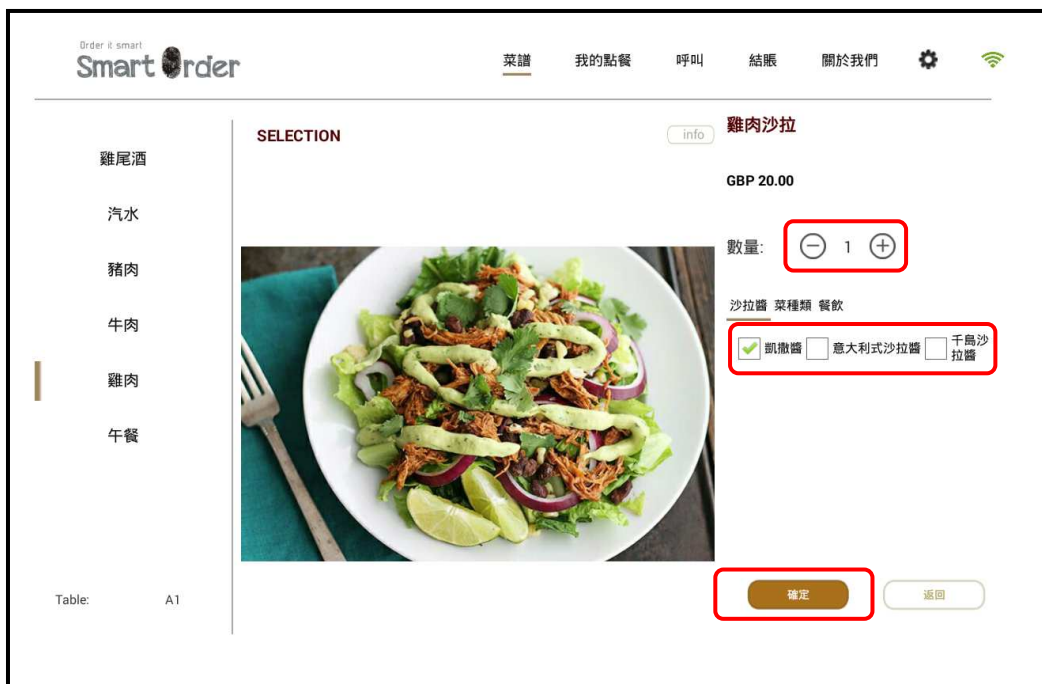 Order it smart
Smart Order
菜譜 我的點餐 呼叫 結賬 關於我們
雞尾酒
汽水
豬肉
牛肉
雞肉
午餐
Table: A1
SELECTION
info
雞肉沙拉
GBP 20.00
數量: 1
沙拉醬 菜種類 餐飲
凱撒醬 意大利式沙拉醬 千島沙
拉醬
確定 返回